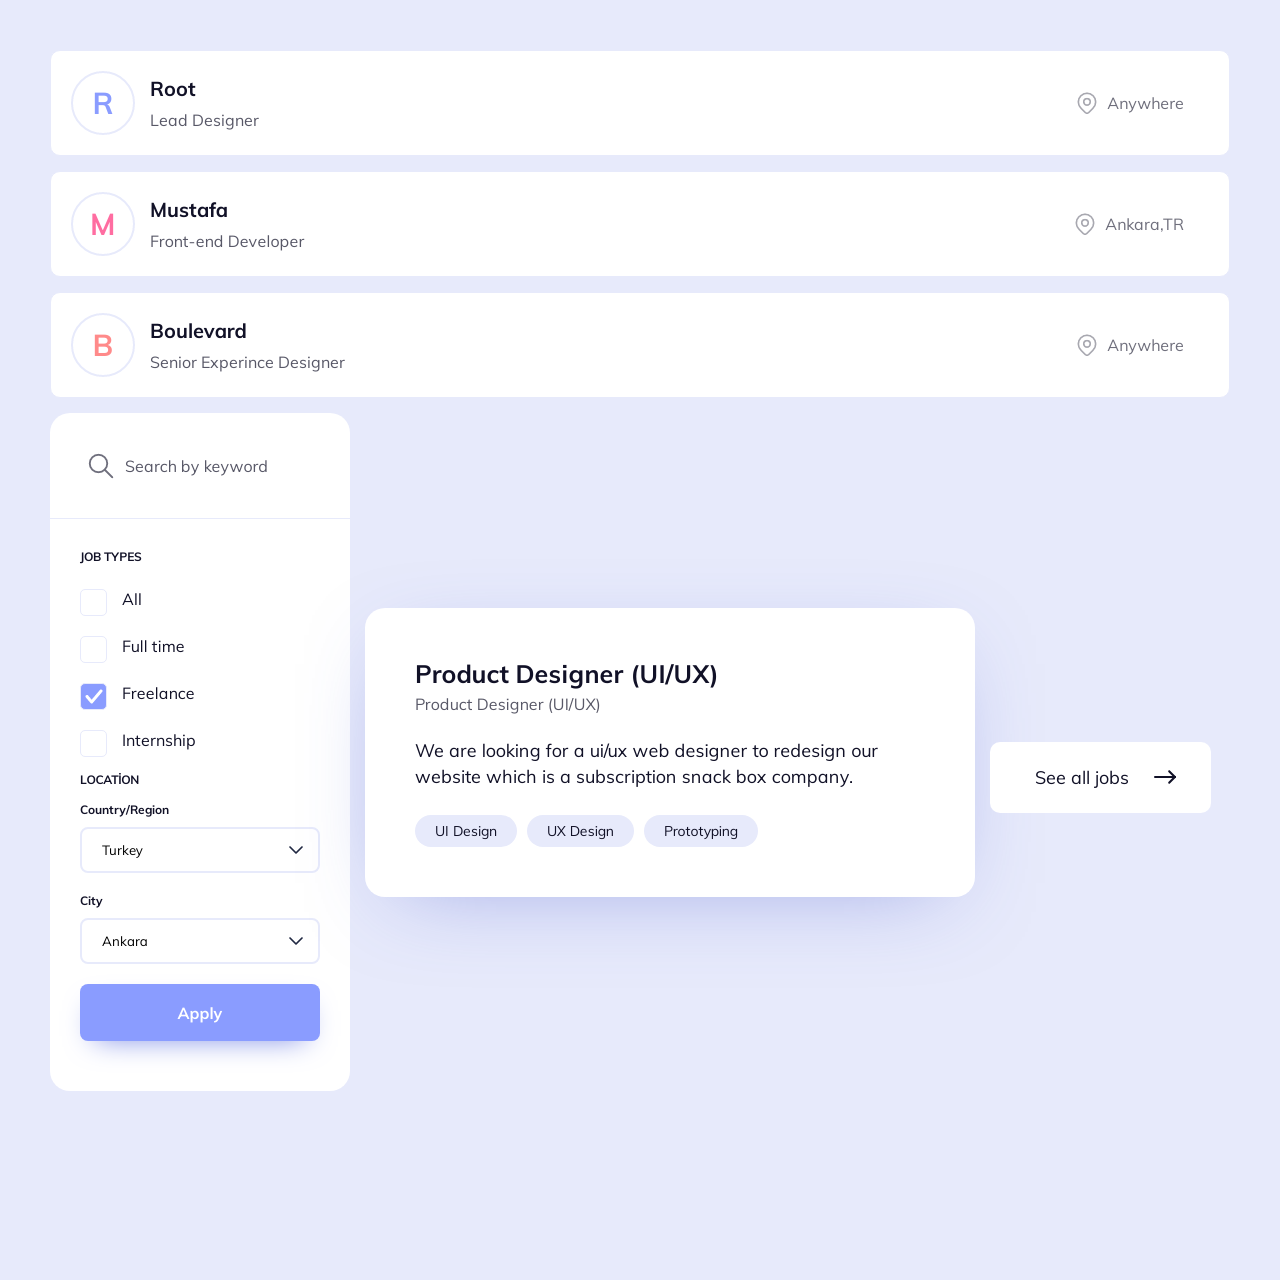 R
Root
Lead Designer
Anywhere
M
Mustafa
Front-end Developer
Ankara,TR
B
Boulevard
Senior Experince Designer
Anywhere
Search by keyword
JOB TYPES
All
Full time
Freelance
Internship
LOCATİON
Country/Region
Turkey
City
Ankara
Apply
Product Designer (UI/UX)
Product Designer (UI/UX)
We are looking for a ui/ux web designer to redesign our
website which is a subscription snack box company.
UI Design
UX Design
Prototyping
See all jobs